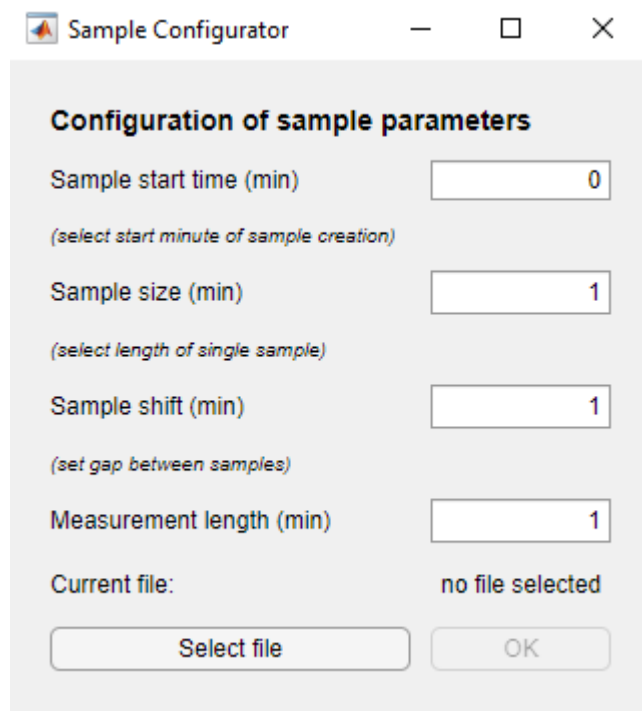 Sample Configurator
Configuration of sample parameters
Sample start time (min) 0
(select start minute of sample creation)
Sample size (min) 1
(select length of single sample)
Sample shift (min) 1
(set gap between samples)
Measurement length (min) 1
Current file: no file selected
Select file OK